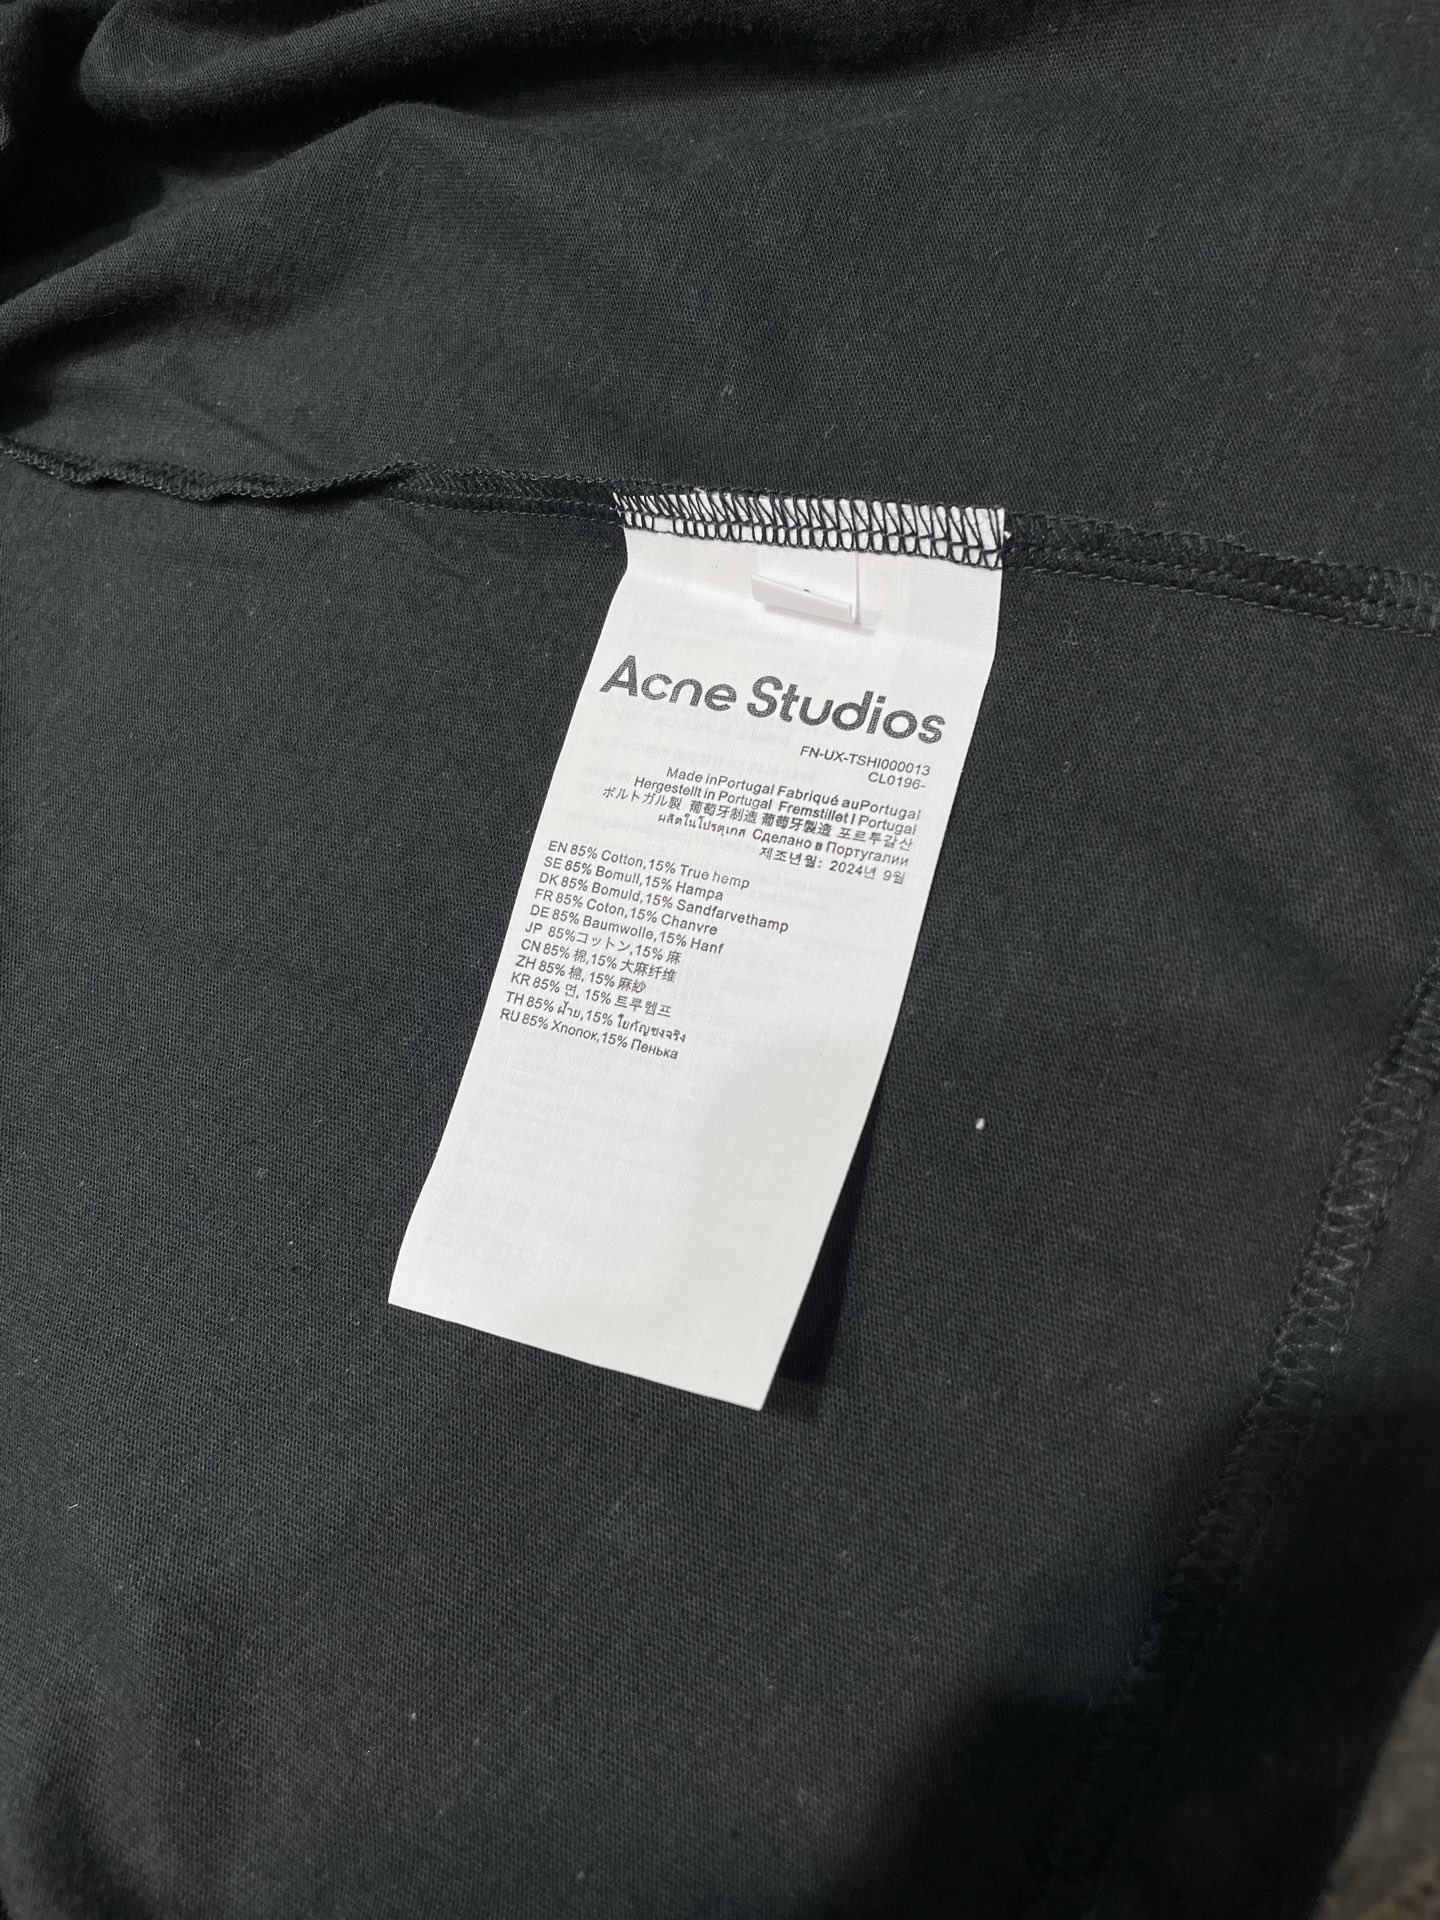 Acne Studios
FN-UX-TSHI000013
CL0196-
Made inPortugal Fabriqué auPortugal
Hergestellt in Portugal Fremstillet I Portugal
ポルトガル製 葡萄牙制造 葡萄牙製造 포르투갈산
ผลิตในโปรตุเกส Сделано в Португалии
제조년월: 2024년 9월
EN 85% Cotton,15% True hemp
SE 85% Bomull,15% Hampa
DK 85% Bomuld,15% Sandfarvethamp
FR 85% Coton,15% Chanvre
DE 85% Baumwolle,15% Hanf
JP 85%コットン,15% 麻
CN 85% 棉,15% 大麻纤维
ZH 85% 棉, 15% 麻紗
KR 85% 면, 15% 트루헴프
TH 85% ฝ้าย,15% ใยกัญชงจริง
RU 85% Хлопок,15% Пенька